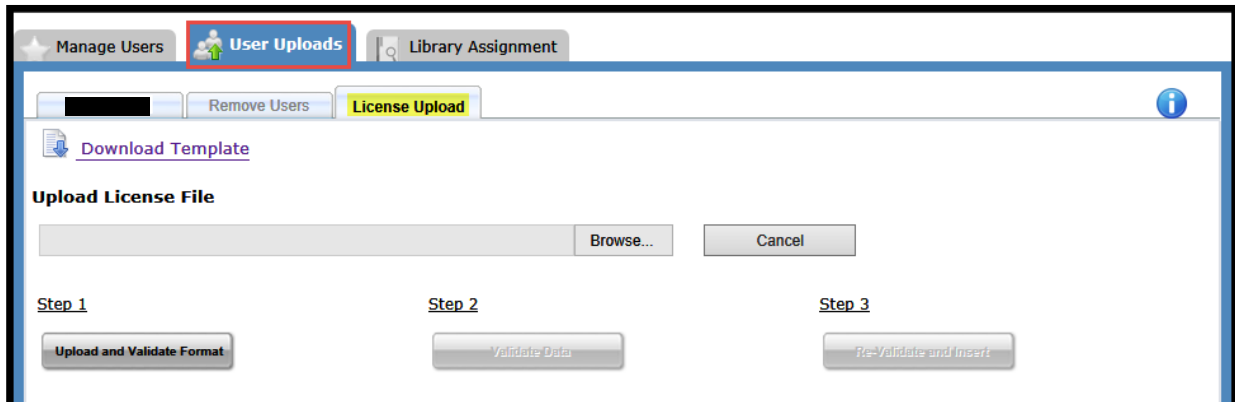 Manage Users User Uploads Library Assignment
Remove Users License Upload
Download Template
Upload License File
Browse... Cancel
Step 1 Step 2 Step 3
Upload and Validate Format Validate Data Re-Validate and Insert